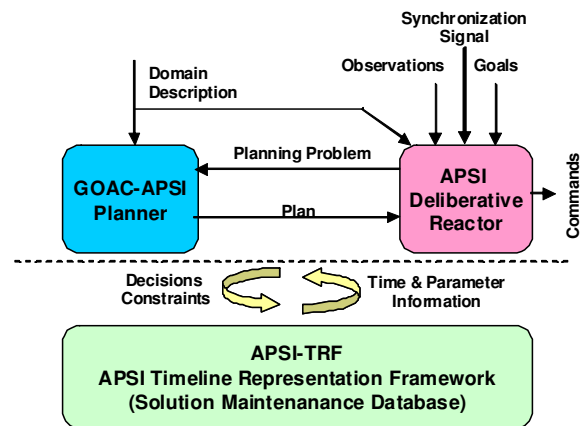 Synchronization
Signal
Domain
Description
Observations
Goals
Planning Problem
GOAC-APSI
Planner
APSI
Deliberative
Reactor
Plan
Commands
Decisions
Constraints
Time & Parameter
Information
APSI-TRF
APSI Timeline Representation Framework
(Solution Maintenanance Database)